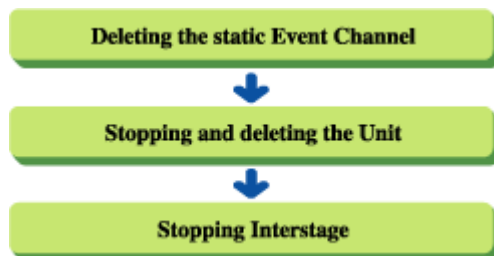 Deleting the static Event Channel
Stopping and deleting the Unit
Stopping Interstage